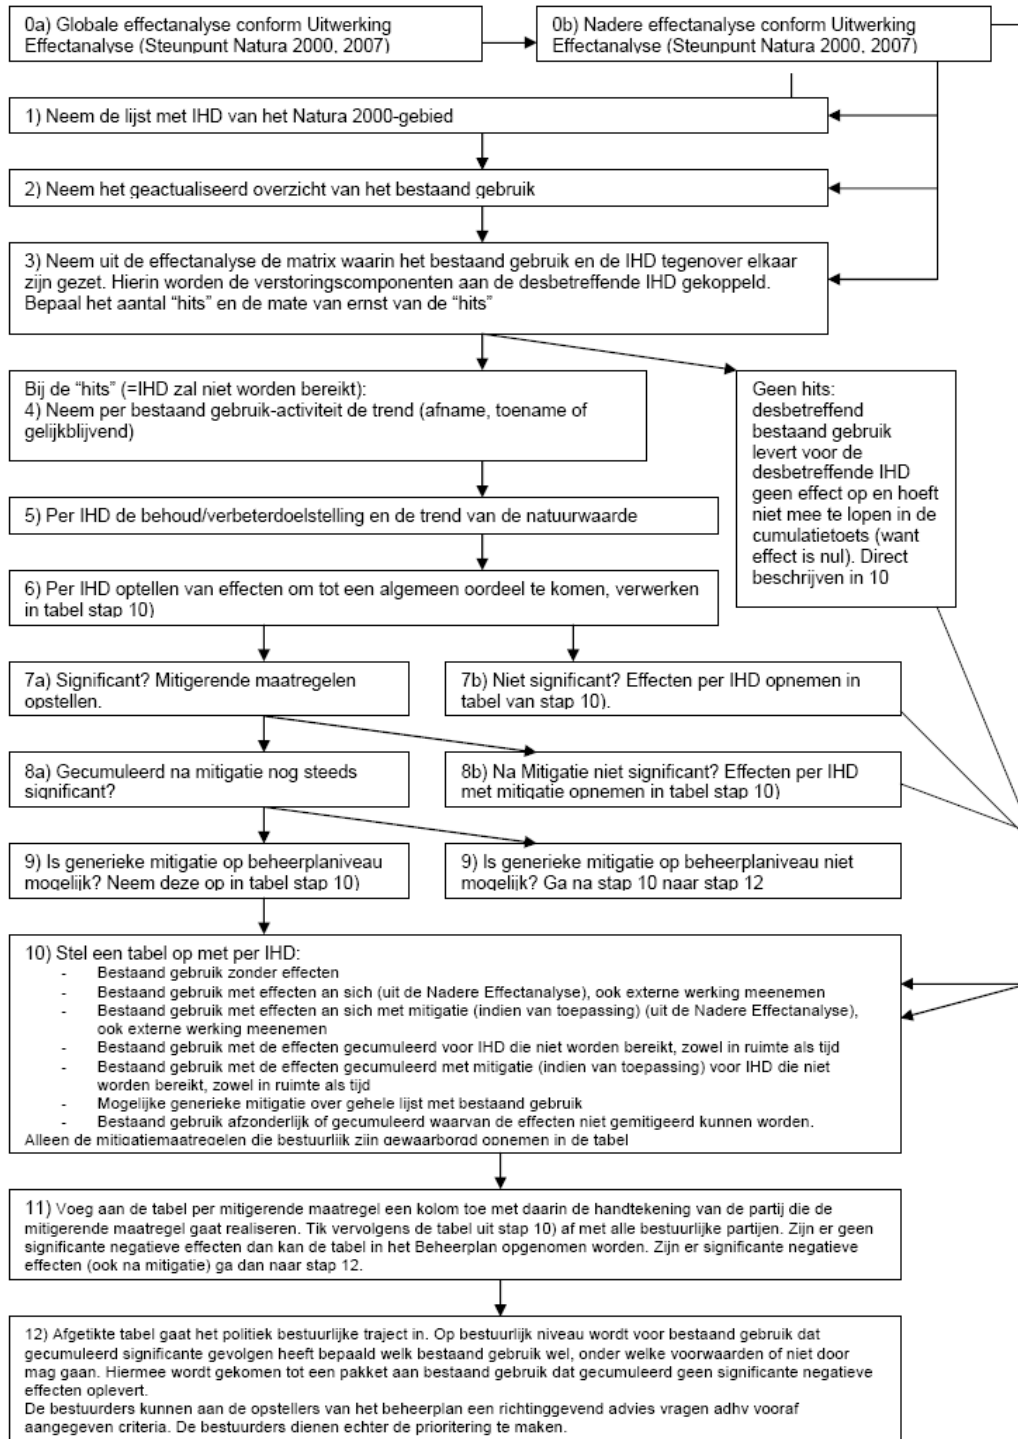 0a) Globale effectanalyse conform Uitwerking
Effectanalyse (Steunpunt Natura 2000, 2007)
0b) Nadere effectanalyse conform Uitwerking
Effectanalyse (Steunpunt Natura 2000, 2007)
1) Neem de lijst met IHD van het Natura 2000-gebied
2) Neem het geactualiseerd overzicht van het bestaand gebruik
3) Neem uit de effectanalyse de matrix waarin het bestaand gebruik en de IHD tegenover elkaar
zijn gezet. Hierin worden de verstoringscomponenten aan de desbetreffende IHD gekoppeld.
Bepaal het aantal “hits” en de mate van ernst van de “hits”
Bij de “hits” (=IHD zal niet worden bereikt):
4) Neem per bestaand gebruik-activiteit de trend (afname, toename of
gelijkblijvend)
Geen hits:
desbetreffend
bestaand gebruik
levert voor de
desbetreffende IHD
geen effect op en hoeft
niet mee te lopen in de
cumulatietoets (want
effect is nul). Direct
beschrijven in 10
5) Per IHD de behoud/verbeterdoelstelling en de trend van de natuurwaarde
6) Per IHD optellen van effecten om tot een algemeen oordeel te komen, verwerken
in tabel stap 10)
7a) Significant? Mitigerende maatregelen
opstellen.
7b) Niet significant? Effecten per IHD opnemen in
tabel van stap 10).
8a) Gecumuleerd na mitigatie nog steeds
significant?
8b) Na Mitigatie niet significant? Effecten per IHD
met mitigatie opnemen in tabel stap 10)
9) Is generieke mitigatie op beheerplaniveau
mogelijk? Neem deze op in tabel stap 10)
9) Is generieke mitigatie op beheerplaniveau niet
mogelijk? Ga na stap 10 naar stap 12
10) Stel een tabel op met per IHD:
- Bestaand gebruik zonder effecten
- Bestaand gebruik met effecten an sich (uit de Nadere Effectanalyse), ook externe werking meenemen
- Bestaand gebruik met effecten an sich met mitigatie (indien van toepassing) (uit de Nadere Effectanalyse),
ook externe werking meenemen
- Bestaand gebruik met de effecten gecumuleerd voor IHD die niet worden bereikt, zowel in ruimte als tijd
- Bestaand gebruik met de effecten gecumuleerd met mitigatie (indien van toepassing) voor IHD die niet
worden bereikt, zowel in ruimte als tijd
- Mogelijke generieke mitigatie over gehele lijst met bestaand gebruik
- Bestaand gebruik afzonderlijk of gecumuleerd waarvan de effecten niet gemitigeerd kunnen worden.
Alleen de mitigatiemaatregelen die bestuurlijk zijn gewaarborgd opnemen in de tabel
11) Voeg aan de tabel per mitigerende maatregel een kolom toe met daarin de handtekening van de partij die de
mitigerende maatregel gaat realiseren. Tik vervolgens de tabel uit stap 10) af met alle bestuurlijke partijen. Zijn er geen
significante negatieve effecten dan kan de tabel in het Beheerplan opgenomen worden. Zijn er significante negatieve
effecten (ook na mitigatie) ga dan naar stap 12.
12) Afgetikte tabel gaat het politiek bestuurlijke traject in. Op bestuurlijk niveau wordt voor bestaand gebruik dat
gecumuleerd significante gevolgen heeft bepaald welk bestaand gebruik wel, onder welke voorwaarden of niet door
mag gaan. Hiermee wordt gekomen tot een pakket aan bestaand gebruik dat gecumuleerd geen significante negatieve
effecten oplevert.
De bestuurders kunnen aan de opstellers van het beheerplan een richtinggevend advies vragen adhv vooraf
aangegeven criteria. De bestuurders dienen echter de prioritering te maken.